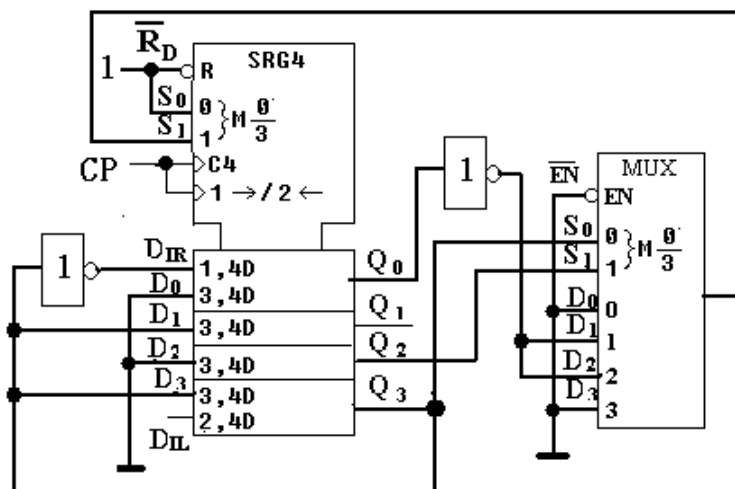 R̅D
1
SRG4
R
S0
0
S1
1
}M 0/3
CP
C4
1 →/2 ←
1
DIR
1,4D
D0
3,4D
D1
3,4D
D2
3,4D
D3
3,4D
DIL
2,4D
Q0
Q1
Q2
Q3
1
MUX
E̅N̅
EN
S0
0
S1
1
}M 0/3
D0
0
D1
1
D2
2
D3
3